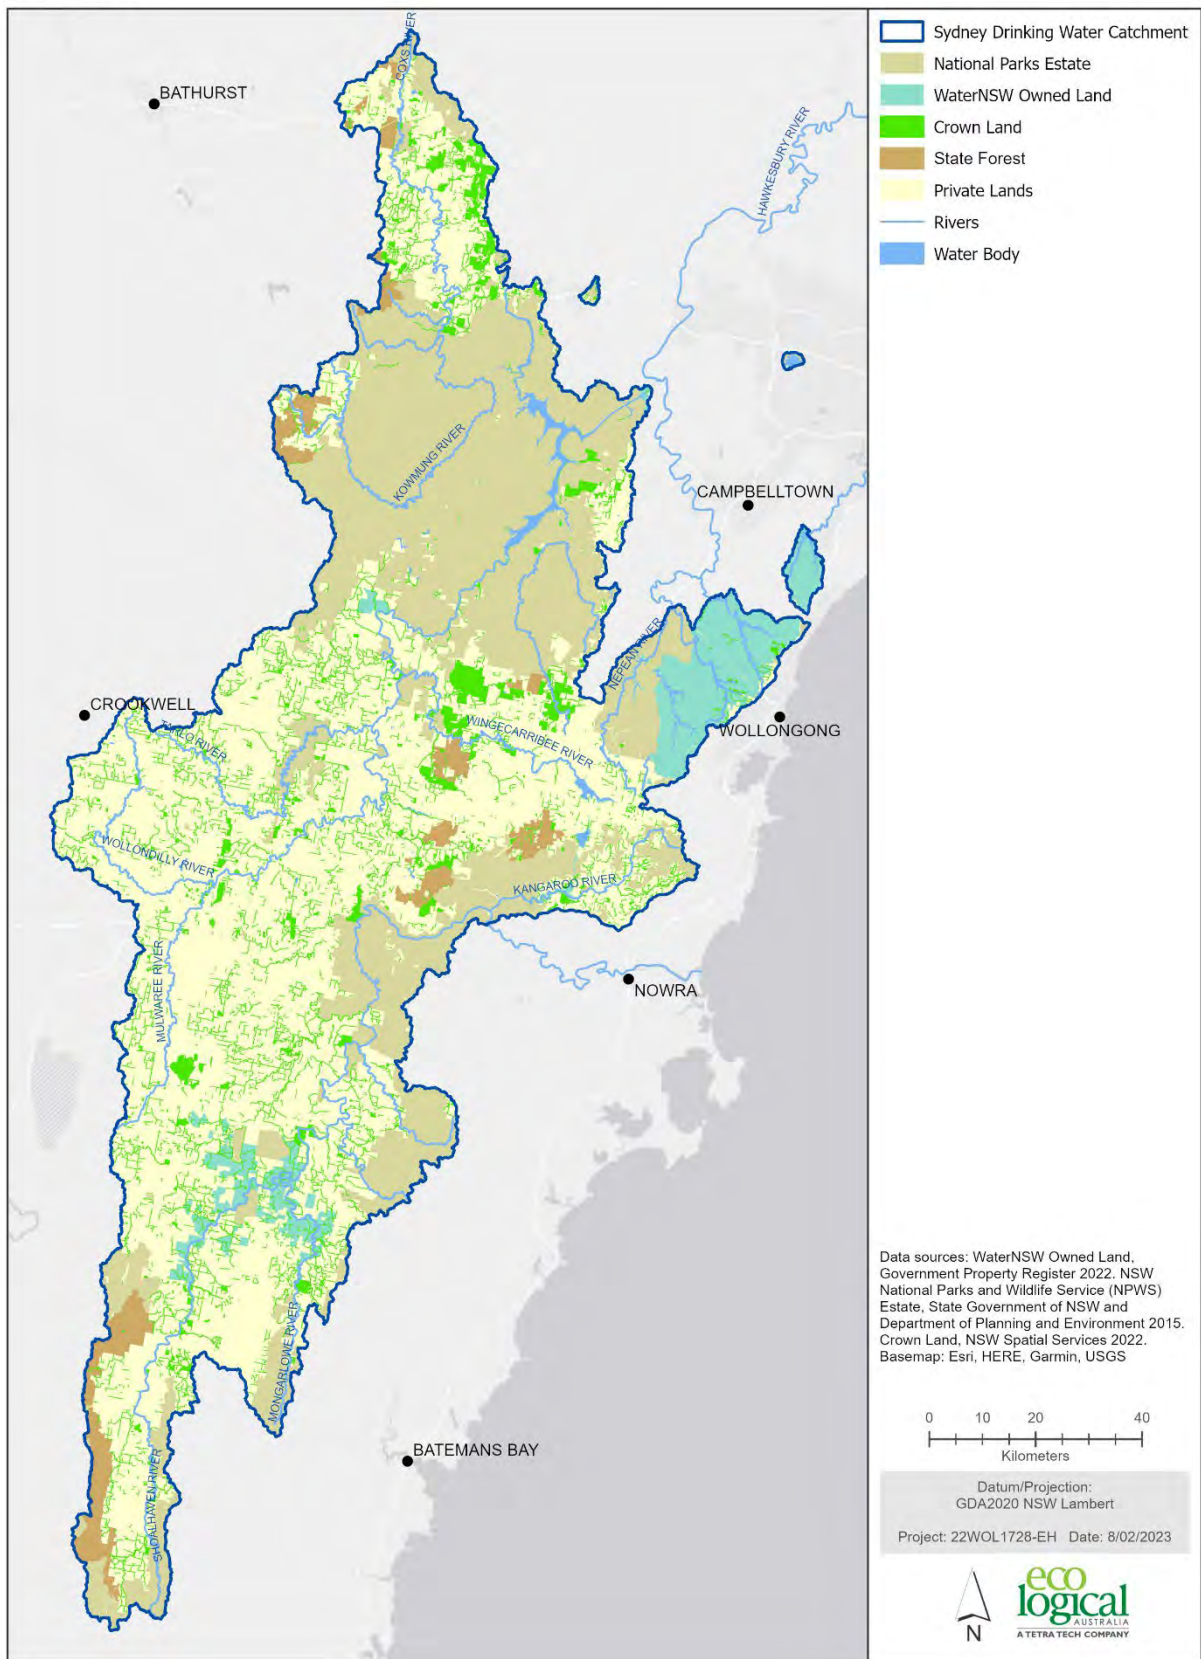 COXS RIVER
BATHURST
HAWKESBURY RIVER
KOWMUNG RIVER
CAMPBELLTOWN
NEPEAN RIVER
CROOKWELL
TARLO RIVER
WINGECARRIBEE RIVER
WOLLONGONG
WOLLONDILLY RIVER
KANGAROO RIVER
MULWAREE RIVER
NOWRA
MONGARLOWE RIVER
BATEMANS BAY
SHOALHAVEN RIVER
Sydney Drinking Water Catchment
National Parks Estate
WaterNSW Owned Land
Crown Land
State Forest
Private Lands
Rivers
Water Body
Data sources: WaterNSW Owned Land,
Government Property Register 2022. NSW
National Parks and Wildlife Service (NPWS)
Estate, State Government of NSW and
Department of Planning and Environment 2015.
Crown Land, NSW Spatial Services 2022.
Basemap: Esri, HERE, Garmin, USGS
0 10 20 40
Kilometers
Datum/Projection:
GDA2020 NSW Lambert
Project: 22WOL1728-EH Date: 8/02/2023
N
eco
logical
AUSTRALIA
A TETRA TECH COMPANY